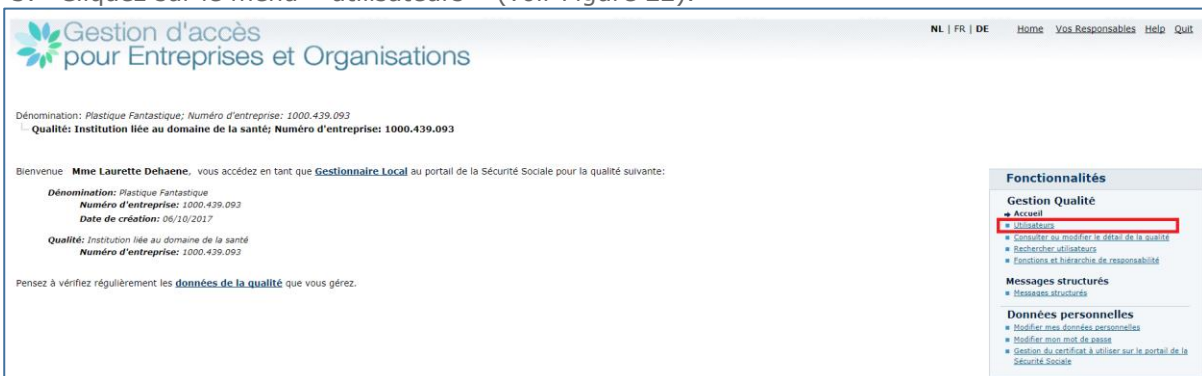 Gestion d'accès
pour Entreprises et Organisations
NL | FR | DE Home Vos Responsables Help Quit
Dénomination: Plastique Fantastique; Numéro d'entreprise: 1000.439.093
Qualité: Institution liée au domaine de la santé; Numéro d'entreprise: 1000.439.093
Bienvenue Mme Laurette Dehaene, vous accédez en tant que Gestionnaire Local au portail de la Sécurité Sociale pour la qualité suivante:
Dénomination: Plastique Fantastique
Numéro d'entreprise: 1000.439.093
Date de création: 06/10/2017
Qualité: Institution liée au domaine de la santé
Numéro d'entreprise: 1000.439.093
Pensez à vérifiez régulièrement les données de la qualité que vous gérez.
Fonctionnalités
Gestion Qualité
Accueil
Utilisateurs
Consulter ou modifier le détail de la qualité
Rechercher utilisateurs
Fonctions et hiérarchie de responsabilité
Messages structurés
Messages structurés
Données personnelles
Modifier mes données personnelles
Modifier mon mot de passe
Gestion du certificat à utiliser sur le portail de la
Sécurité Sociale